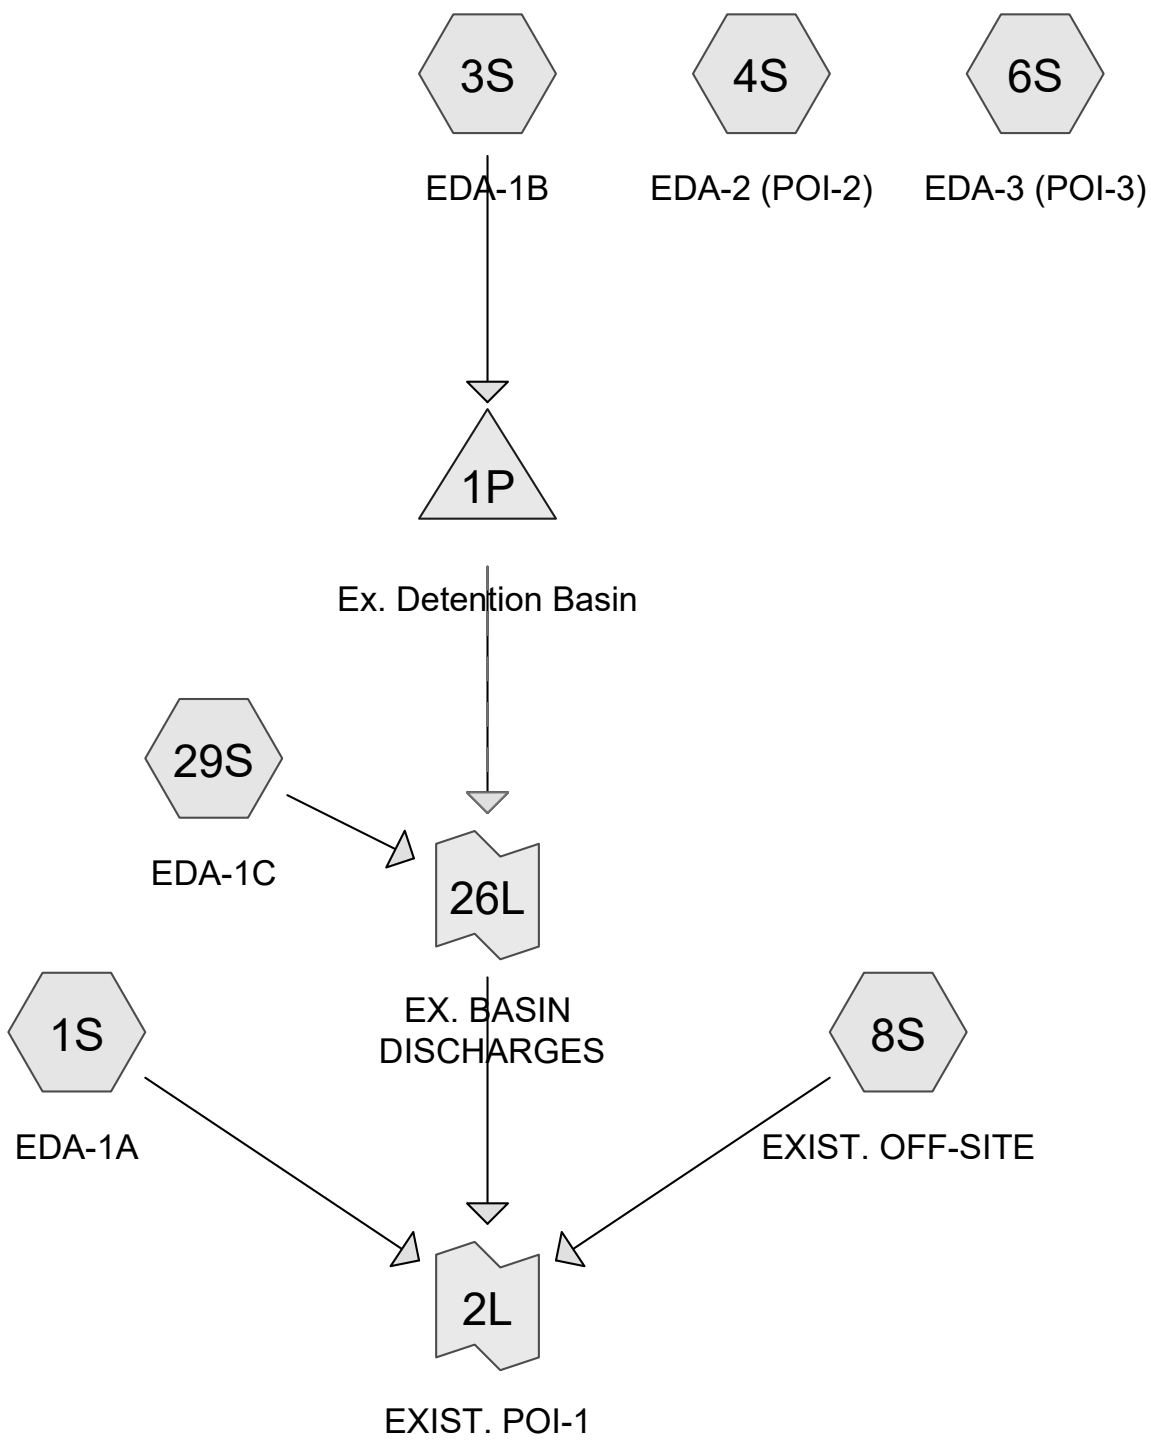 3S
4S
6S
EDA-1B
EDA-2 (POI-2)
EDA-3 (POI-3)
1P
Ex. Detention Basin
29S
EDA-1C
26L
EX. BASIN
DISCHARGES
1S
EDA-1A
8S
EXIST. OFF-SITE
2L
EXIST. POI-1